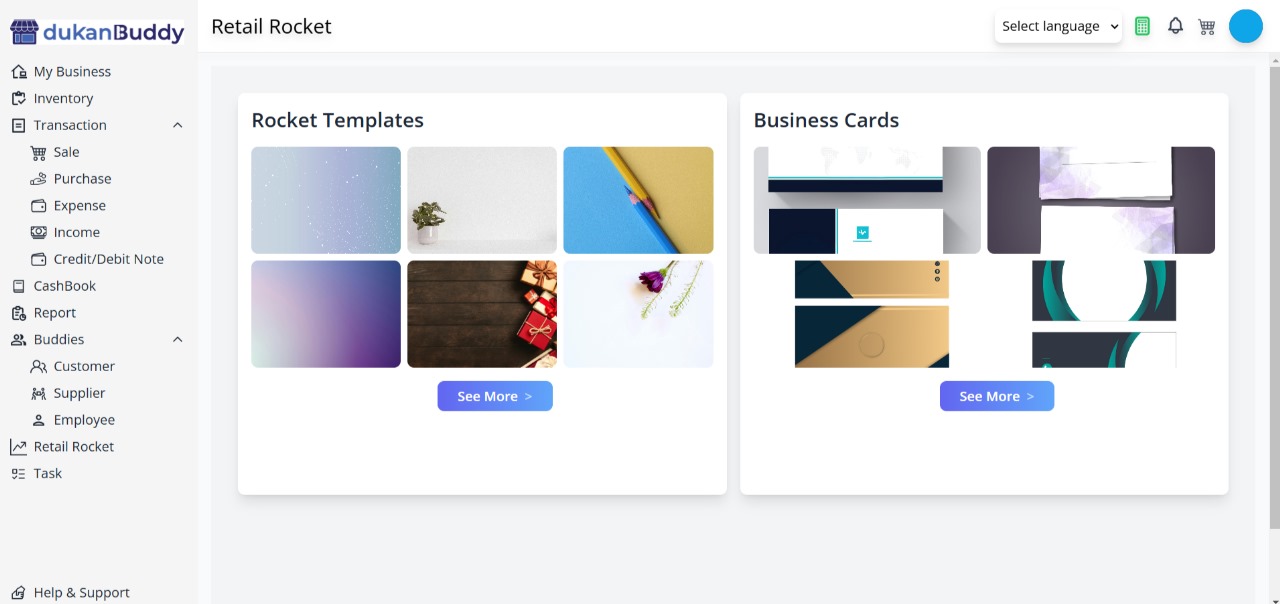 dukanBuddy
Retail Rocket
Select language
My Business
Inventory
Transaction
Sale
Purchase
Expense
Income
Credit/Debit Note
CashBook
Report
Buddies
Customer
Supplier
Employee
Retail Rocket
Task
Help & Support
Rocket Templates
See More >
Business Cards
See More >